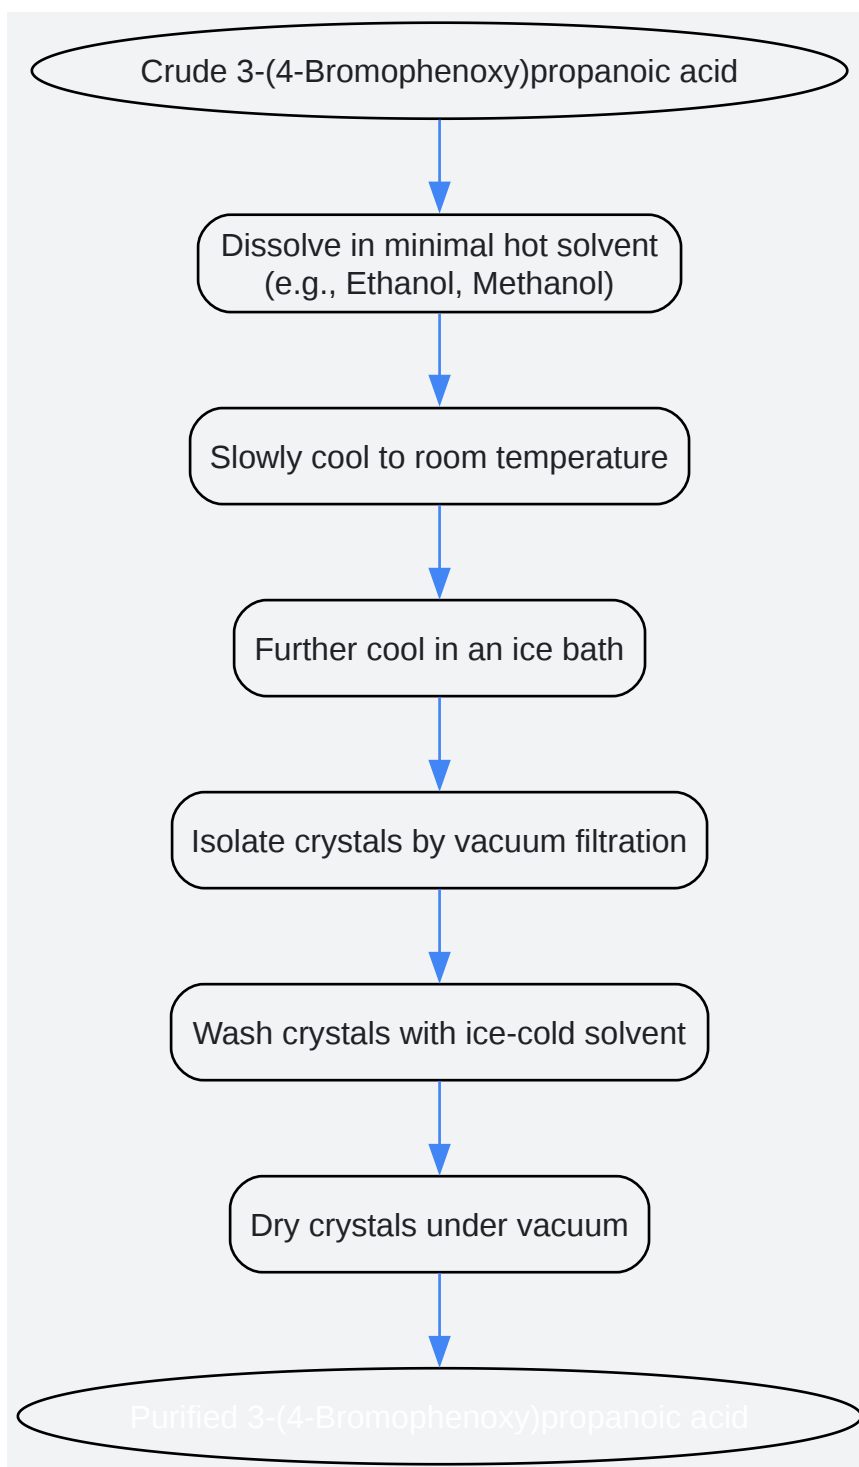 Crude 3-(4-Bromophenoxy)propanoic acid
Dissolve in minimal hot solvent
(e.g., Ethanol, Methanol)
Slowly cool to room temperature
Further cool in an ice bath
Isolate crystals by vacuum filtration
Wash crystals with ice-cold solvent
Dry crystals under vacuum
Purified 3-(4-Bromophenoxy)propanoic acid